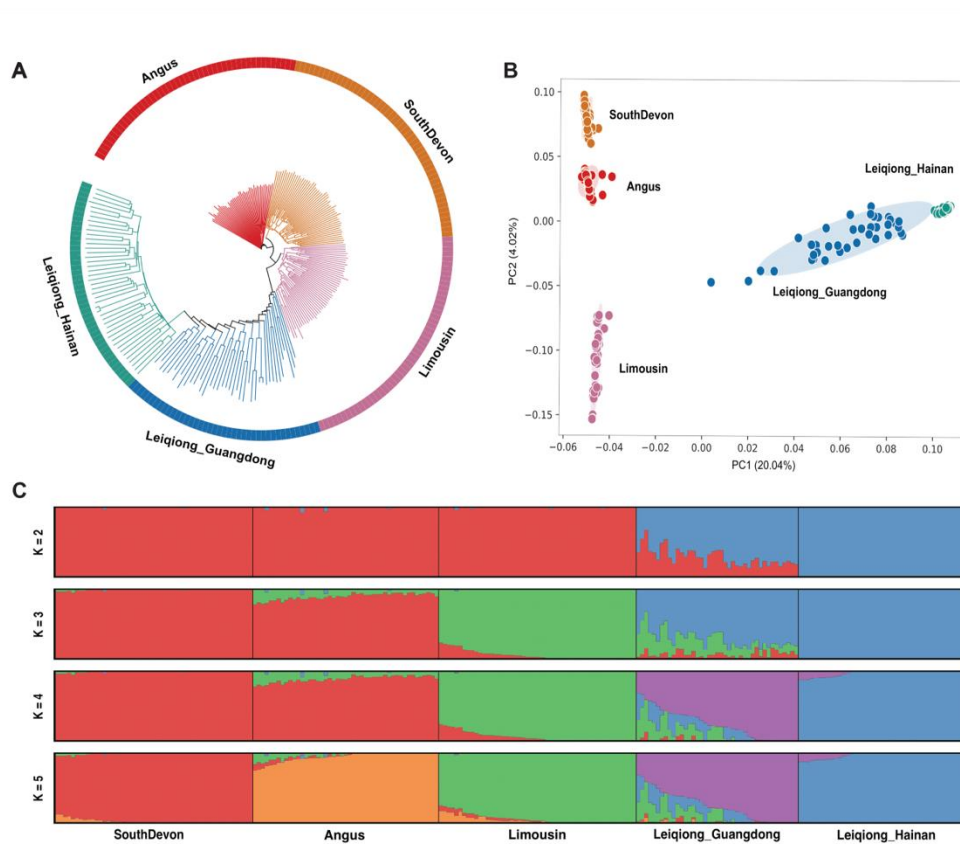 A
Angus
SouthDevon
Leiqiong_Hainan
Limousin
Leiqiong_Guangdong
B
0.10
0.05
0.00
−0.05
−0.10
−0.15
PC2 (4.02%)
SouthDevon
Angus
Leiqiong_Hainan
Leiqiong_Guangdong
Limousin
−0.06 −0.04 −0.02 0.00 0.02 0.04 0.06 0.08 0.10
PC1 (20.04%)
C
K = 2
K = 3
K = 4
K = 5
SouthDevon Angus Limousin Leiqiong_Guangdong Leiqiong_Hainan